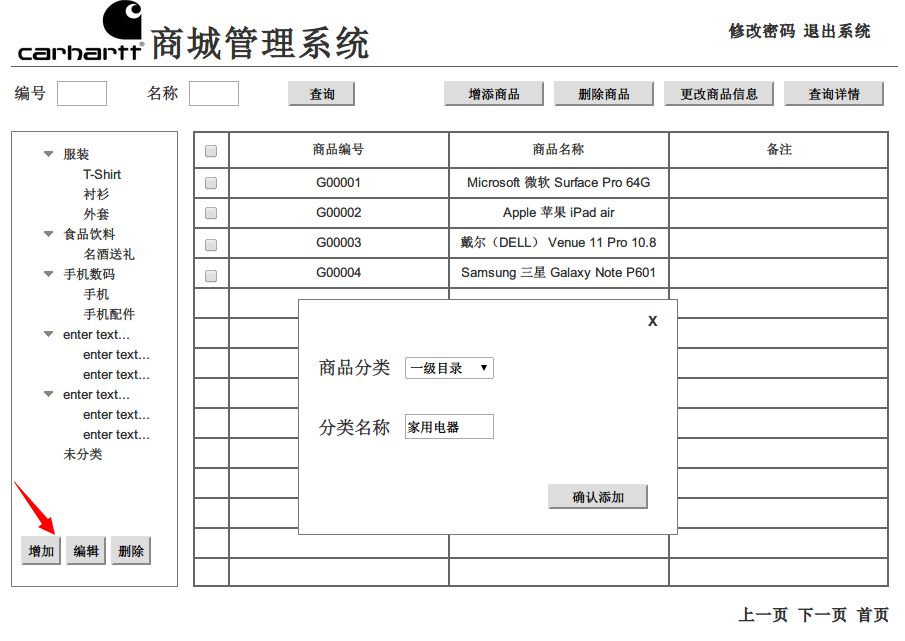 carhartt 商城管理系统
修改密码 退出系统
编号 名称 查询 增添商品 删除商品 更改商品信息 查询详情
服装
T-Shirt
衬衫
外套
食品饮料
名酒送礼
手机数码
手机
手机配件
enter text...
enter text...
enter text...
enter text...
enter text...
enter text...
未分类
增加 编辑 删除
商品编号 商品名称 备注
G00001 Microsoft 微软 Surface Pro 64G
G00002 Apple 苹果 iPad air
G00003 戴尔（DELL） Venue 11 Pro 10.8
G00004 Samsung 三星 Galaxy Note P601
X
商品分类 一级目录
分类名称 家用电器
确认添加
上一页 下一页 首页